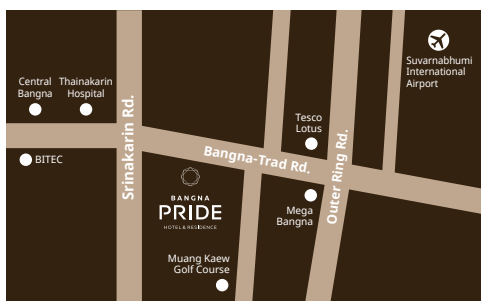 Suvarnabhumi
International
Airport
Central
Bangna
Thainakarin
Hospital
Srinakarin Rd.
Tesco
Lotus
Bangna-Trad Rd.
Outer Ring Rd.
BITEC
BANGNA
PRIDE
HOTEL & RESIDENCE
Mega
Bangna
Muang Kaew
Golf Course